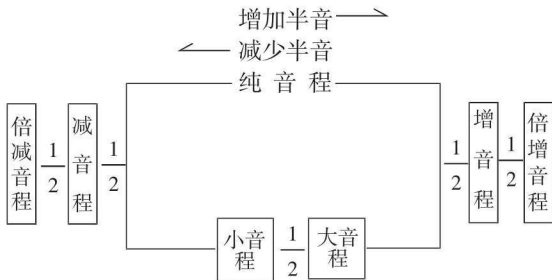 增加半音
减少半音
纯音程
倍减音程
1/2
减音程
1/2
1/2
增音程
1/2
倍增音程
小音程
1/2
大音程